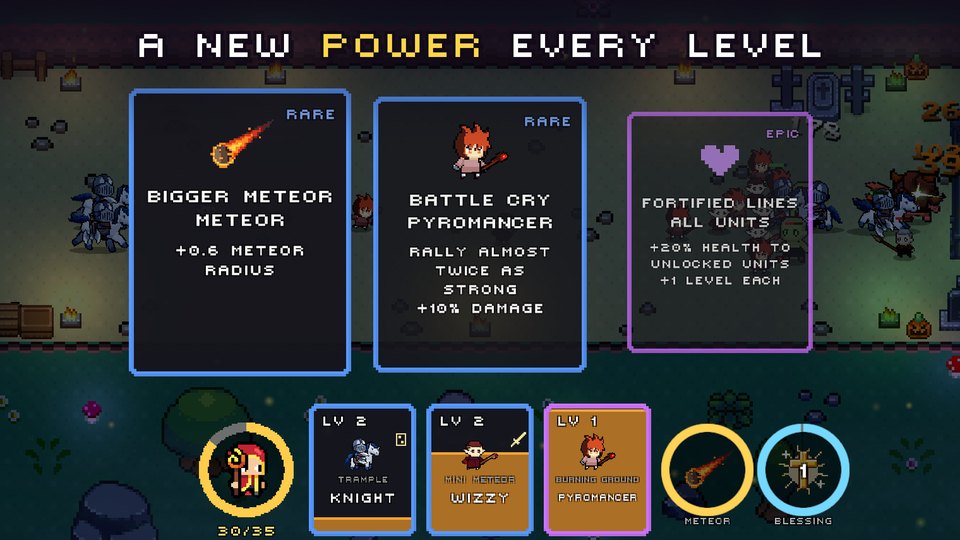 A NEW POWER EVERY LEVEL
RARE
BIGGER METEOR
METEOR
+0.6 METEOR
RADIUS
RARE
BATTLE CRY
PYROMANCER
RALLY ALMOST
TWICE AS
STRONG
+10% DAMAGE
EPIC
FORTIFIED LINES
ALL UNITS
+20% HEALTH TO
UNLOCKED UNITS
+1 LEVEL EACH
30/35
LV 2
TRAMPLE
KNIGHT
LV 2
MINI METEOR
WIZZY
LV 1
BURNING GROUND
PYROMANCER
METEOR
1
BLESSING